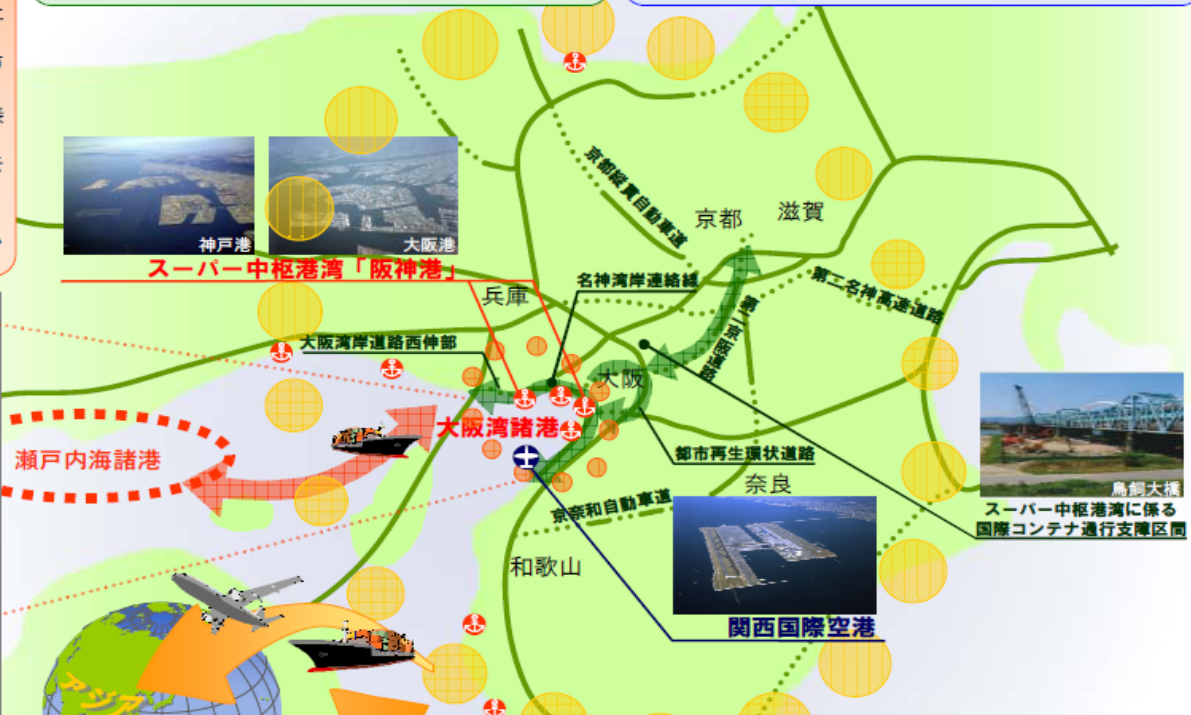 京都縦貫自動車道
京都
滋賀
神戸港
大阪港
スーパー中枢港湾「阪神港」
兵庫
名神湾岸連絡線
第二名神高速道路
第二京阪道路
大阪湾岸道路西伸部
大阪
大阪湾諸港
瀬戸内海諸港
都市再生環状道路
奈良
鳥飼大橋
スーパー中枢港湾に係る
国際コンテナ通行支障区間
京奈和自動車道
和歌山
関西国際空港
アジア